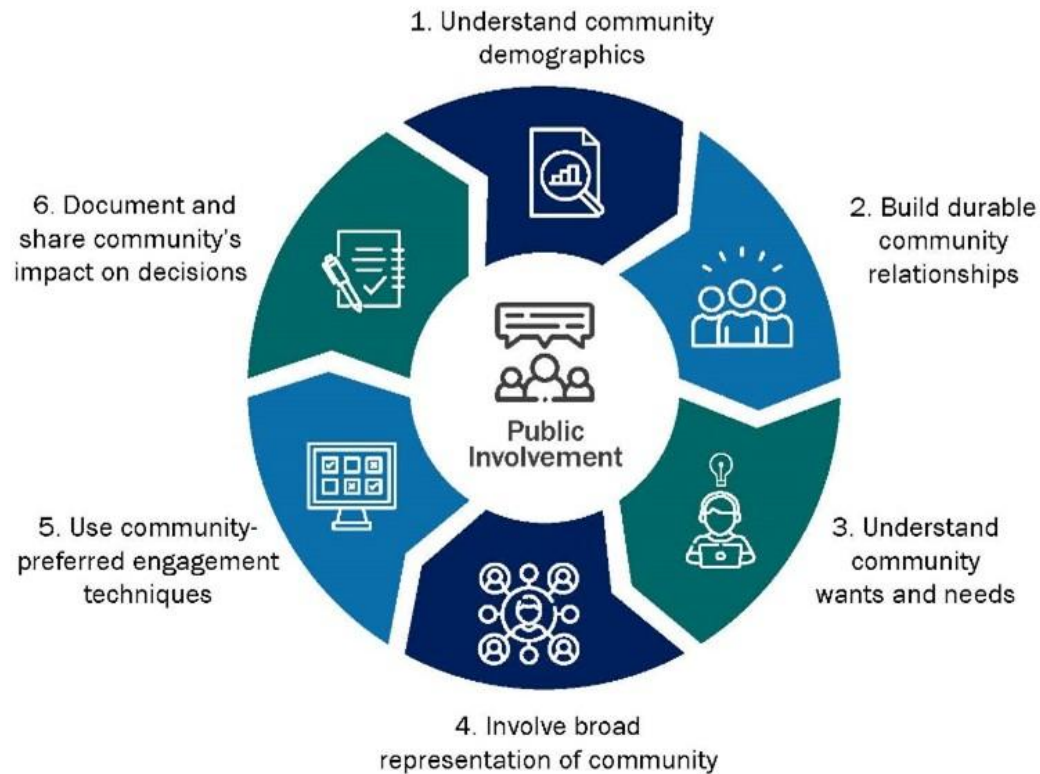 1. Understand community
demographics
2. Build durable
community
relationships
3. Understand
community
wants and needs
4. Involve broad
representation of community
5. Use community-
preferred engagement
techniques
6. Document and
share community's
impact on decisions
Public
Involvement